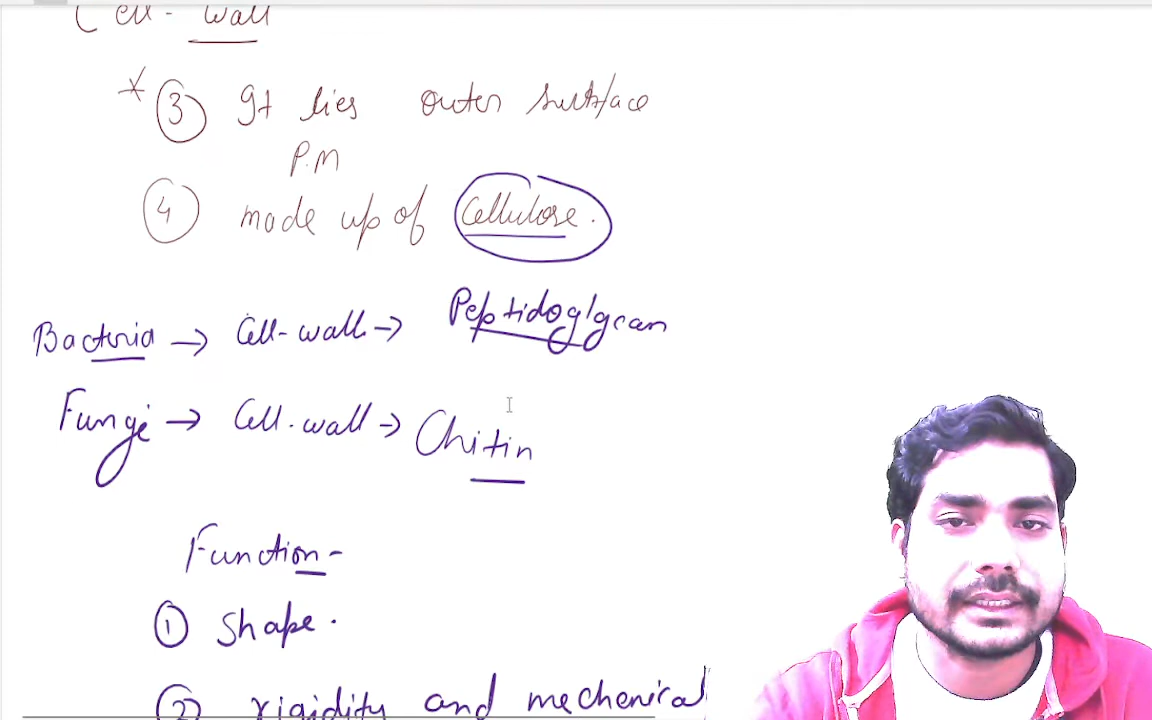 Cell - wall
* ③ It lies outer surface
P.M
④ made up of Cellulose.
Bacteria → Cell-wall → Peptidoglycan
Fungi → Cell.wall → Chitin
Function -
① Shape.
② rigidity and mechenical